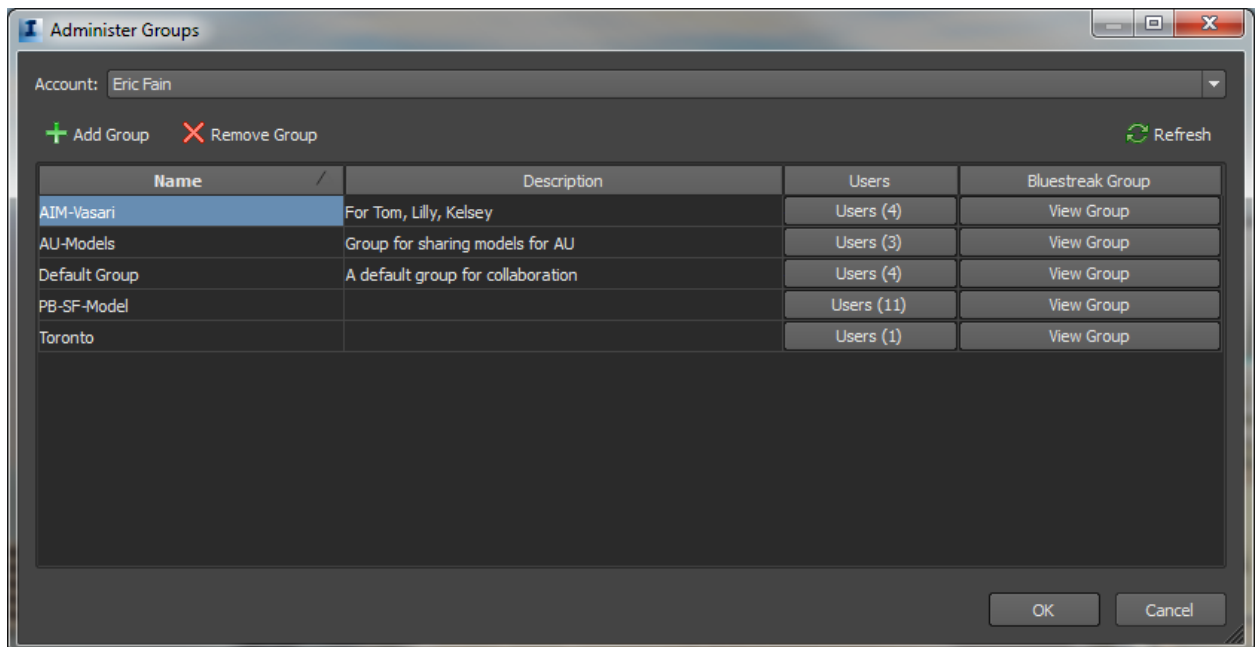 Administer Groups
Account: Eric Fain
Add Group Remove Group Refresh
Name Description Users Bluestreak Group
AIM-Vasari For Tom, Lilly, Kelsey Users (4) View Group
AU-Models Group for sharing models for AU Users (3) View Group
Default Group A default group for collaboration Users (4) View Group
PB-SF-Model Users (11) View Group
Toronto Users (1) View Group
OK Cancel